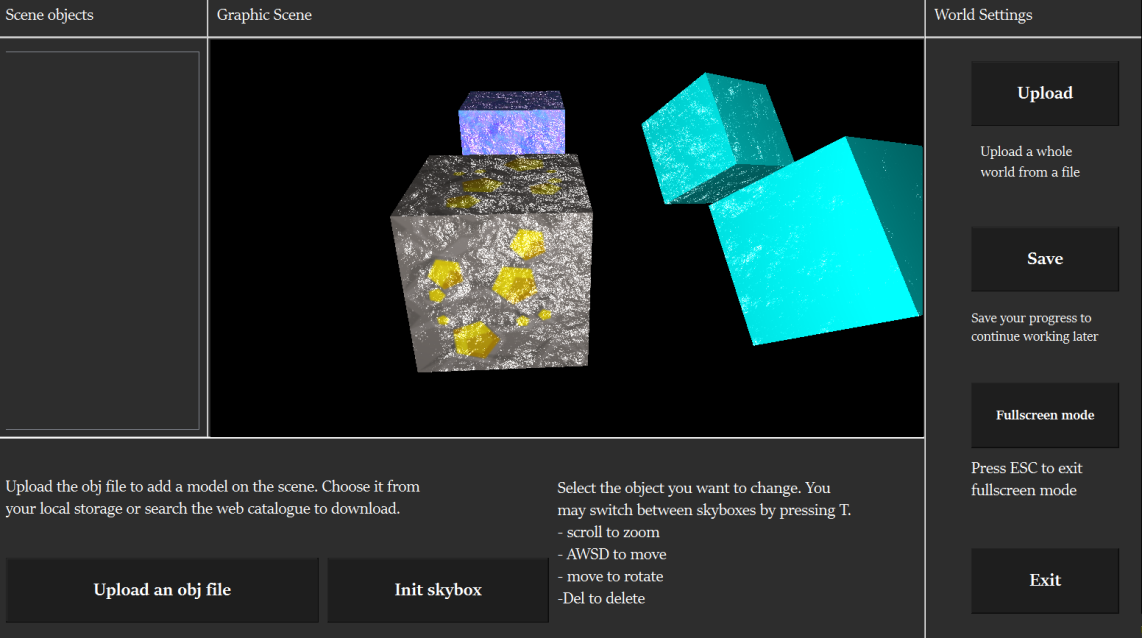 Scene objects
Graphic Scene
World Settings
Upload
Upload a whole
world from a file
Save
Save your progress to
continue working later
Fullscreen mode
Press ESC to exit
fullscreen mode
Exit
Upload the obj file to add a model on the scene. Choose it from
your local storage or search the web catalogue to download.
Upload an obj file
Init skybox
Select the object you want to change. You
may switch between skyboxes by pressing T.
- scroll to zoom
- AWSD to move
- move to rotate
-Del to delete